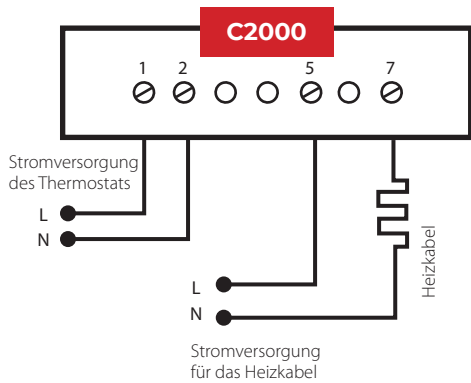 C2000
1 2 5 7
Stromversorgung
des Thermostats
L
N
Heizkabel
L
N
Stromversorgung
für das Heizkabel